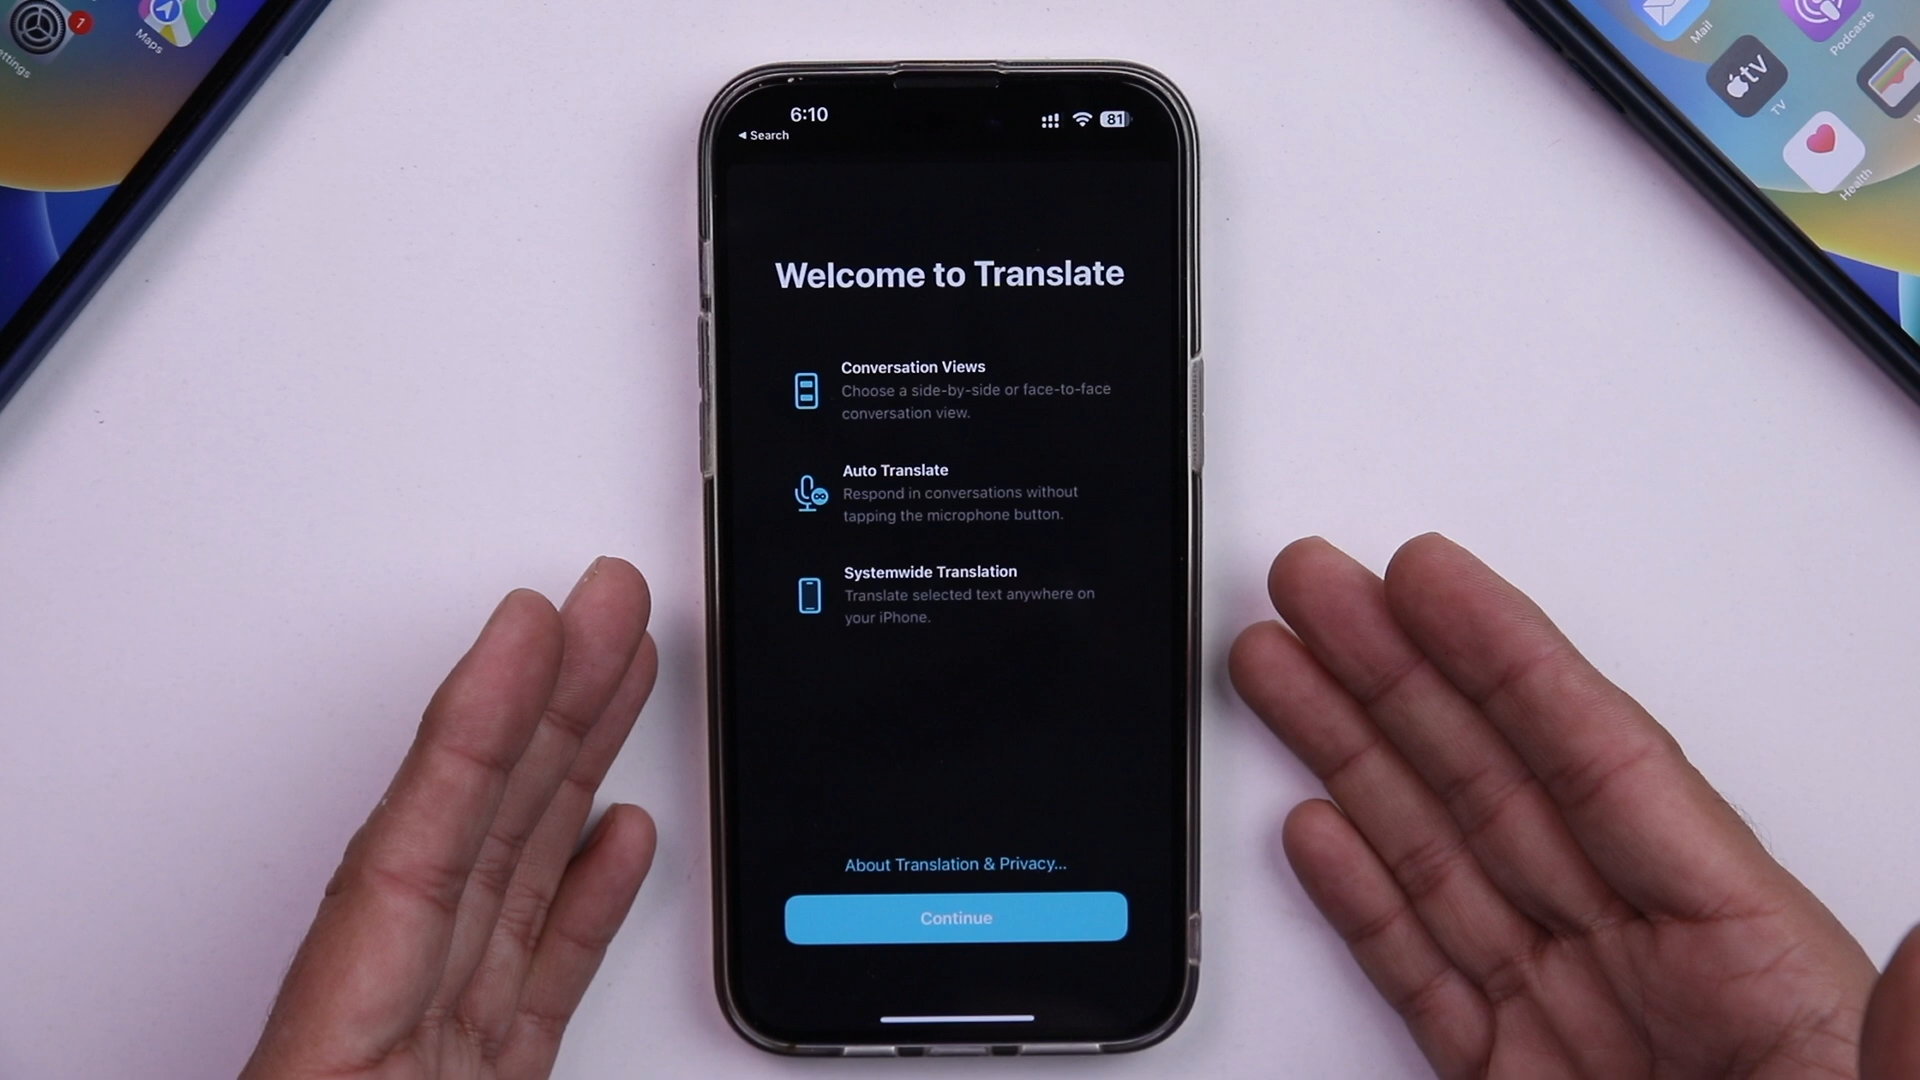 7
Maps
Mail
Podcasts
tv
TV
Health
6:10
81
Search
Welcome to Translate
Conversation Views
Choose a side-by-side or face-to-face
conversation view.
Auto Translate
Respond in conversations without
tapping the microphone button.
Systemwide Translation
Translate selected text anywhere on
your iPhone.
About Translation & Privacy...
Continue